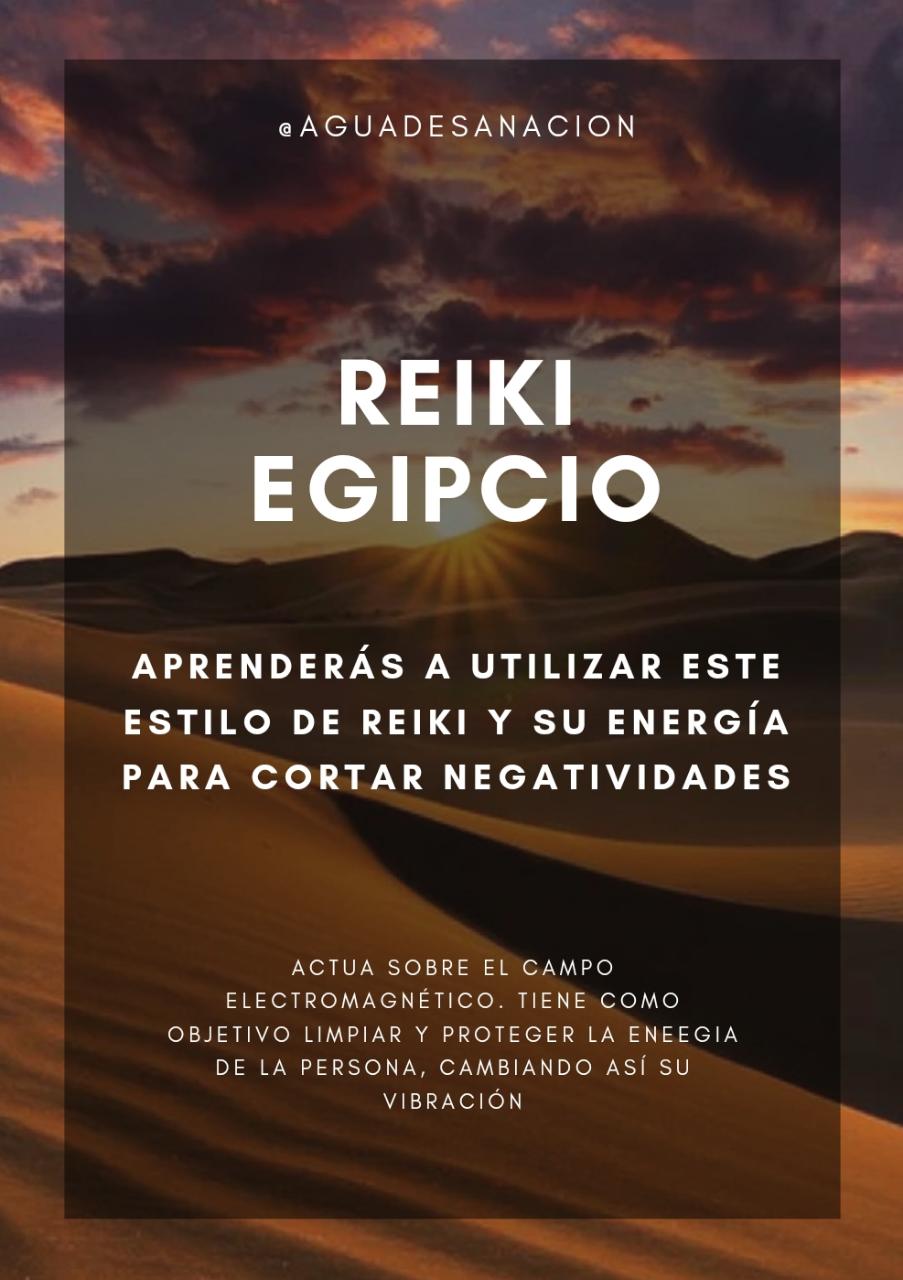 @AGUADESANACION
REIKI
EGIPCIO
APRENDERÁS A UTILIZAR ESTE
ESTILO DE REIKI Y SU ENERGÍA
PARA CORTAR NEGATIVIDADES
ACTUA SOBRE EL CAMPO
ELECTROMAGNÉTICO. TIENE COMO
OBJETIVO LIMPIAR Y PROTEGER LA ENEEGIA
DE LA PERSONA, CAMBIANDO ASÍ SU
VIBRACIÓN